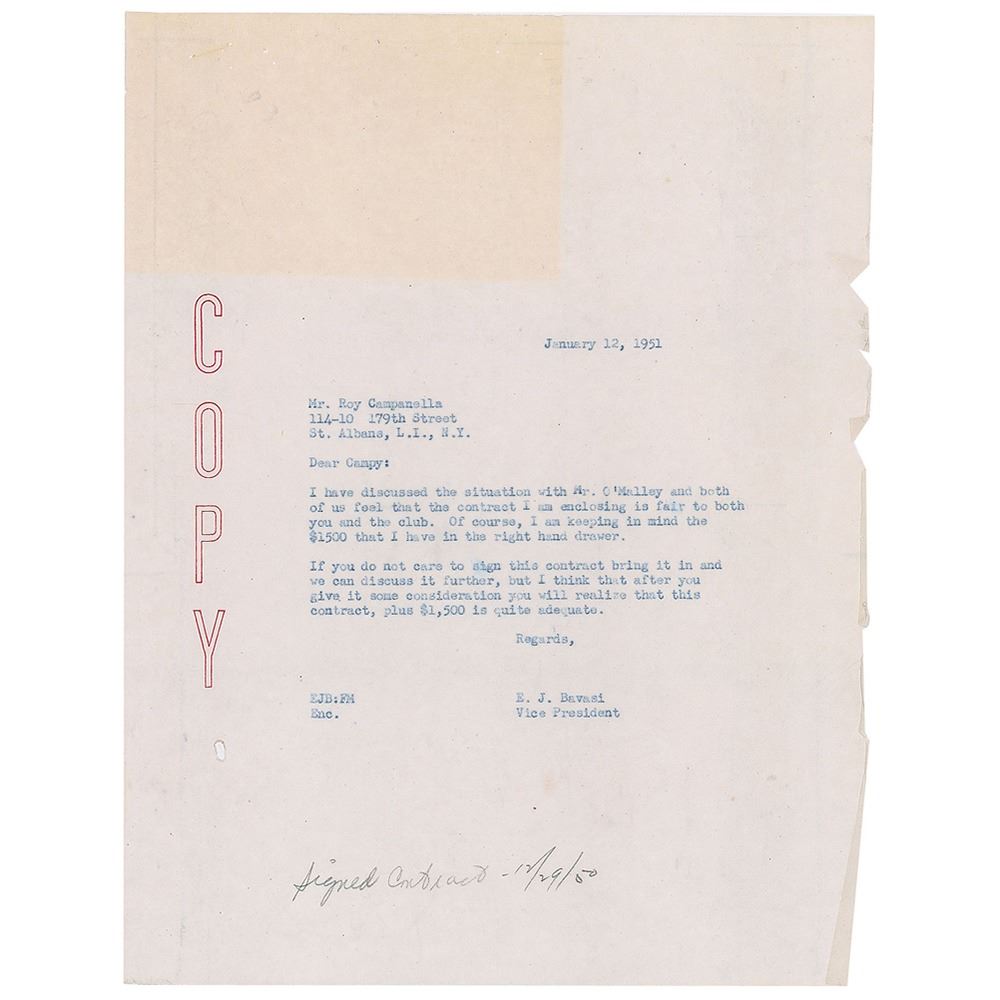 COPY
January 12, 1951
Mr. Roy Campanella
114-10 179th Street
St. Albans, L.I., N.Y.
Dear Campy:
I have discussed the situation with Mr. O'Malley and both
of us feel that the contract I am enclosing is fair to both
you and the club. Of course, I am keeping in mind the
$1500 that I have in the right hand drawer.
If you do not care to sign this contract bring it in and
we can discuss it further, but I think that after you
give it some consideration you will realize that this
contract, plus $1,500 is quite adequate.
Regards,
EJB:FM E. J. Bavasi
Enc. Vice President
Signed Contract - 12/29/50